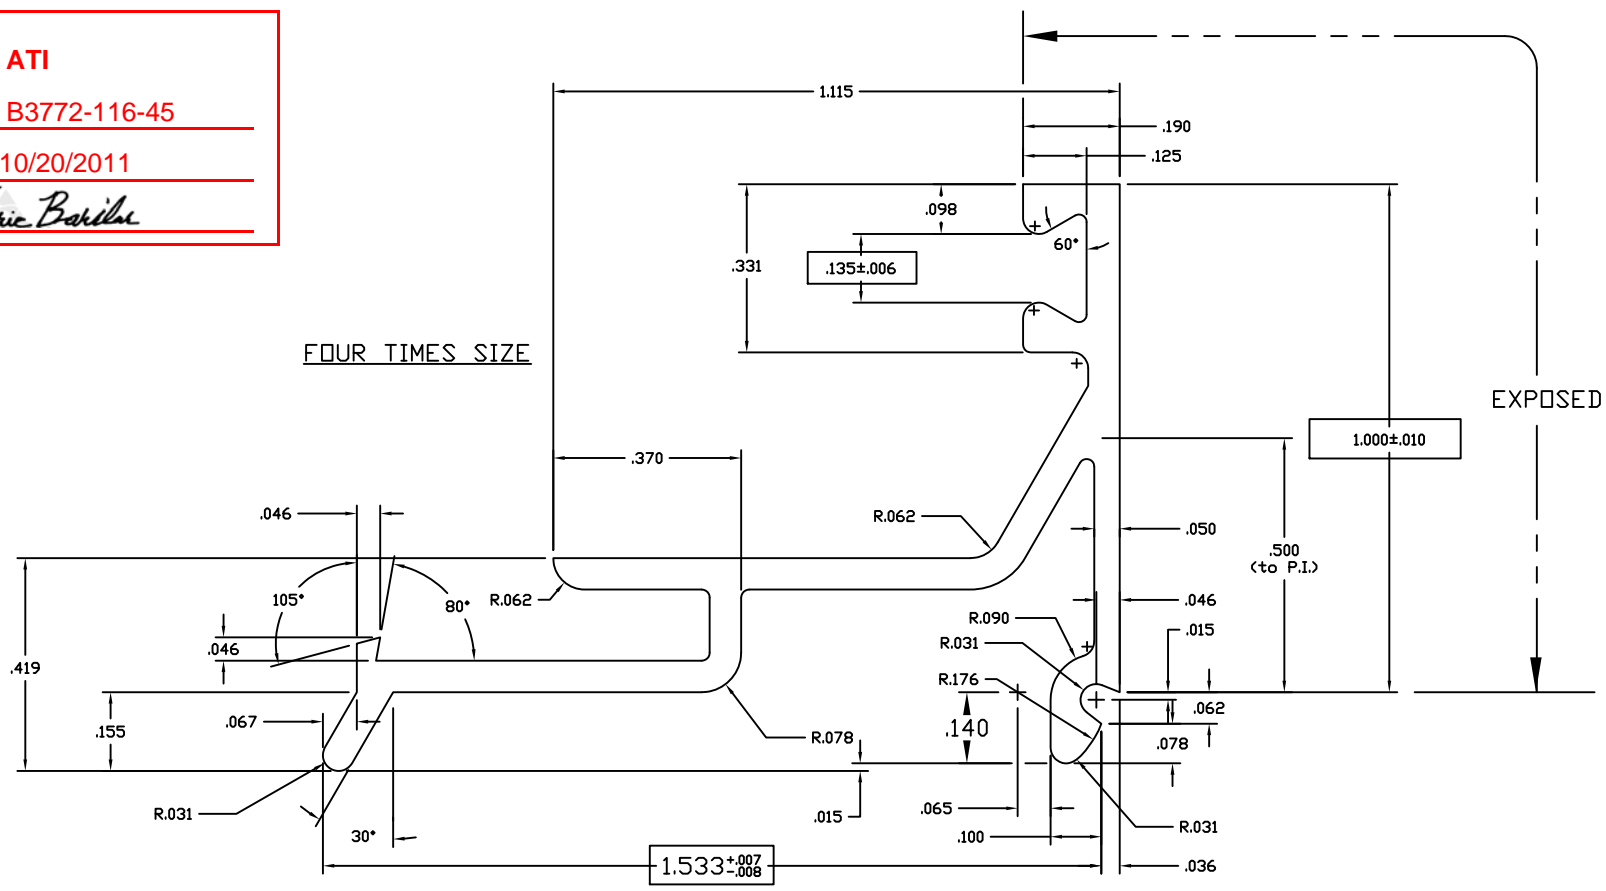 ATI
B3772-116-45
10/20/2011
1.115
.190
.125
.098
.331
.135±.006
60°
FOUR TIMES SIZE
EXPOSED
1.000±.010
.370
.046
R.062
.050
.500
(to P.I.)
105°
80°
R.062
.046
R.090
.015
R.031
.046
.419
R.176
.062
.067
.155
.140
R.078
.078
R.031
.015
.065
R.031
30°
.100
1.533 +.007 -.008
.036